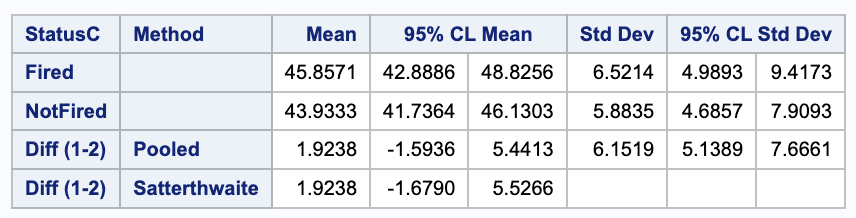 StatusC Method Mean 95% CL Mean Std Dev 95% CL Std Dev
Fired 45.8571 42.8886 48.8256 6.5214 4.9893 9.4173
NotFired 43.9333 41.7364 46.1303 5.8835 4.6857 7.9093
Diff (1-2) Pooled 1.9238 -1.5936 5.4413 6.1519 5.1389 7.6661
Diff (1-2) Satterthwaite 1.9238 -1.6790 5.5266